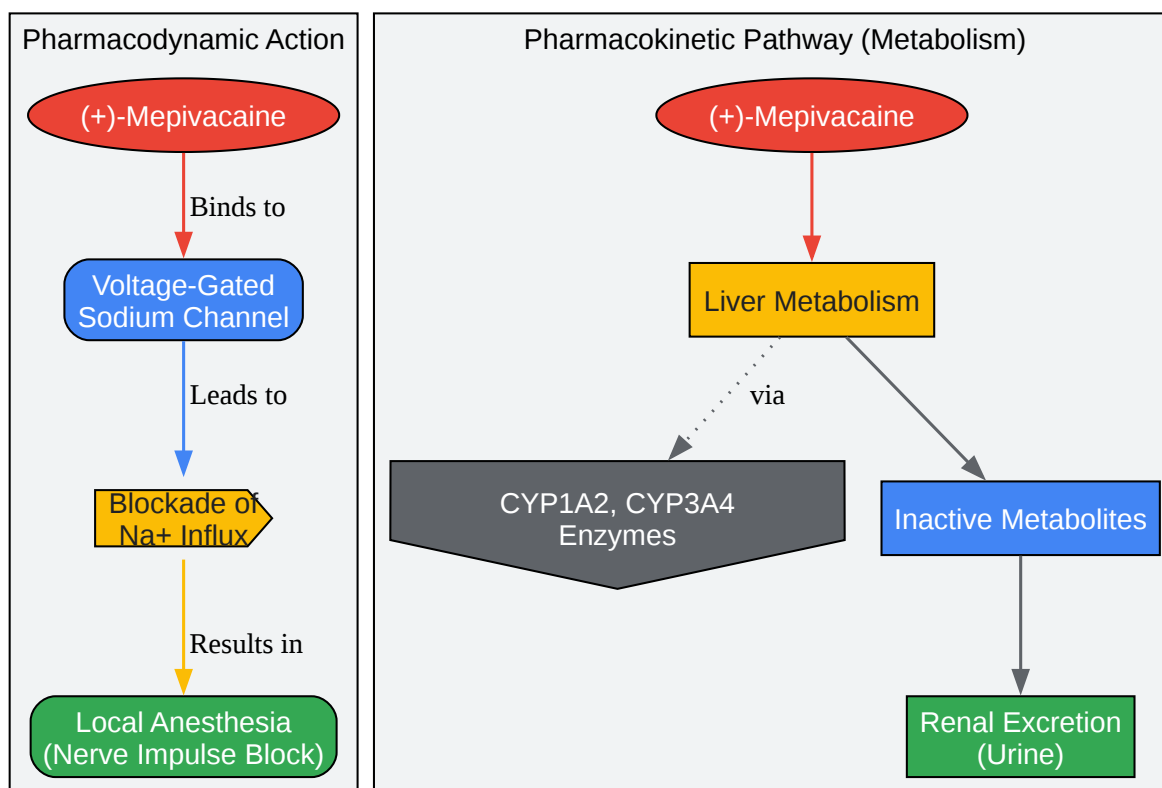 Pharmacodynamic Action
(+)-Mepivacaine
Binds to
Voltage-Gated
Sodium Channel
Leads to
Blockade of
Na+ Influx
Results in
Local Anesthesia
(Nerve Impulse Block)
Pharmacokinetic Pathway (Metabolism)
(+)-Mepivacaine
Liver Metabolism
via
CYP1A2, CYP3A4
Enzymes
Inactive Metabolites
Renal Excretion
(Urine)